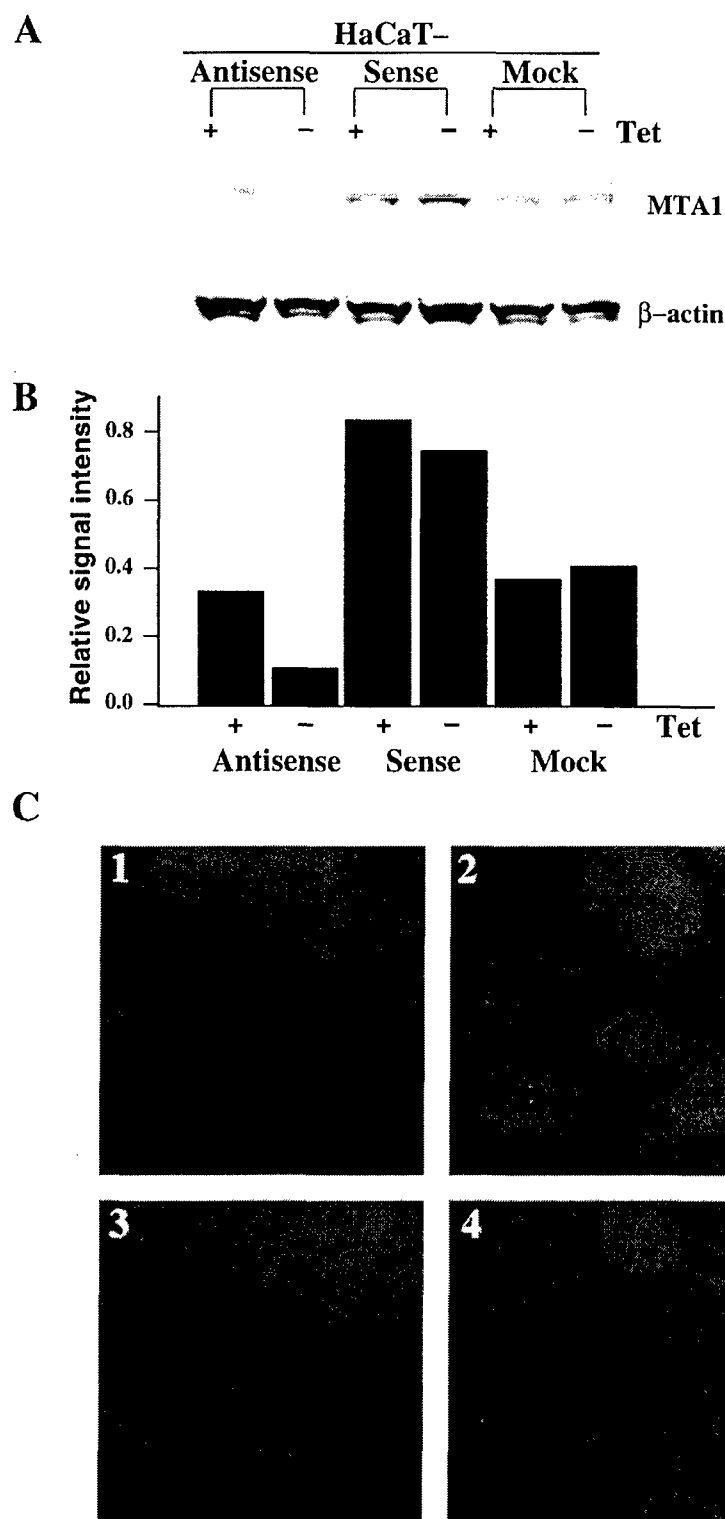 A
HaCaT–
Antisense Sense Mock
+ – + – + – Tet
MTA1
β–actin
B
Relative signal intensity
0.8
0.6
0.4
0.2
0.0
+ – + – + – Tet
Antisense Sense Mock
C
1 2
3 4